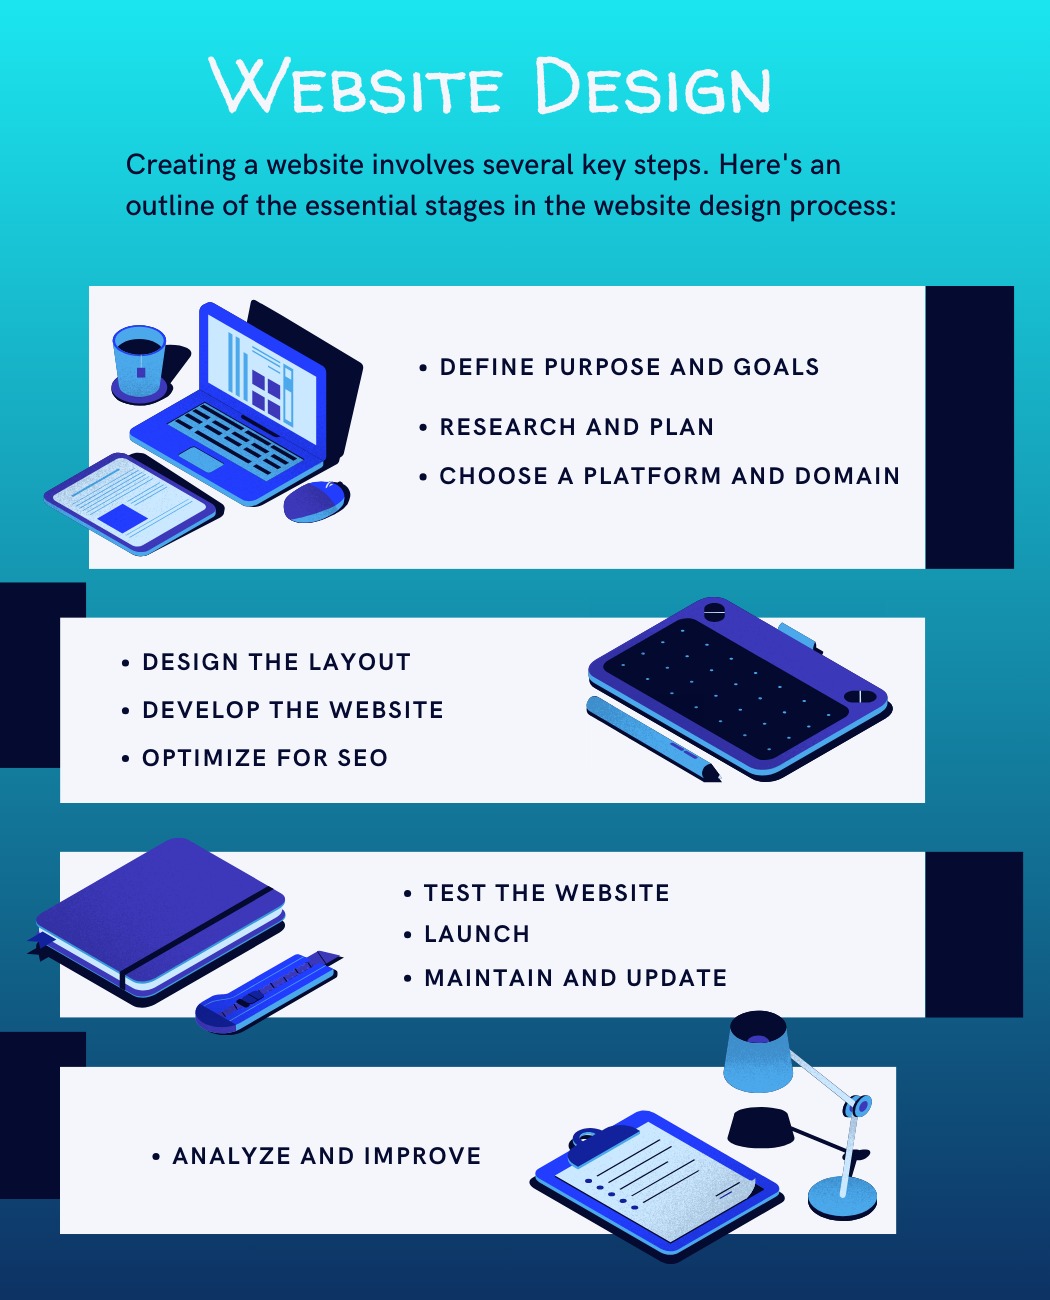 Website Design
Creating a website involves several key steps. Here's an
outline of the essential stages in the website design process:
• DEFINE PURPOSE AND GOALS
• RESEARCH AND PLAN
• CHOOSE A PLATFORM AND DOMAIN
• DESIGN THE LAYOUT
• DEVELOP THE WEBSITE
• OPTIMIZE FOR SEO
• TEST THE WEBSITE
• LAUNCH
• MAINTAIN AND UPDATE
• ANALYZE AND IMPROVE